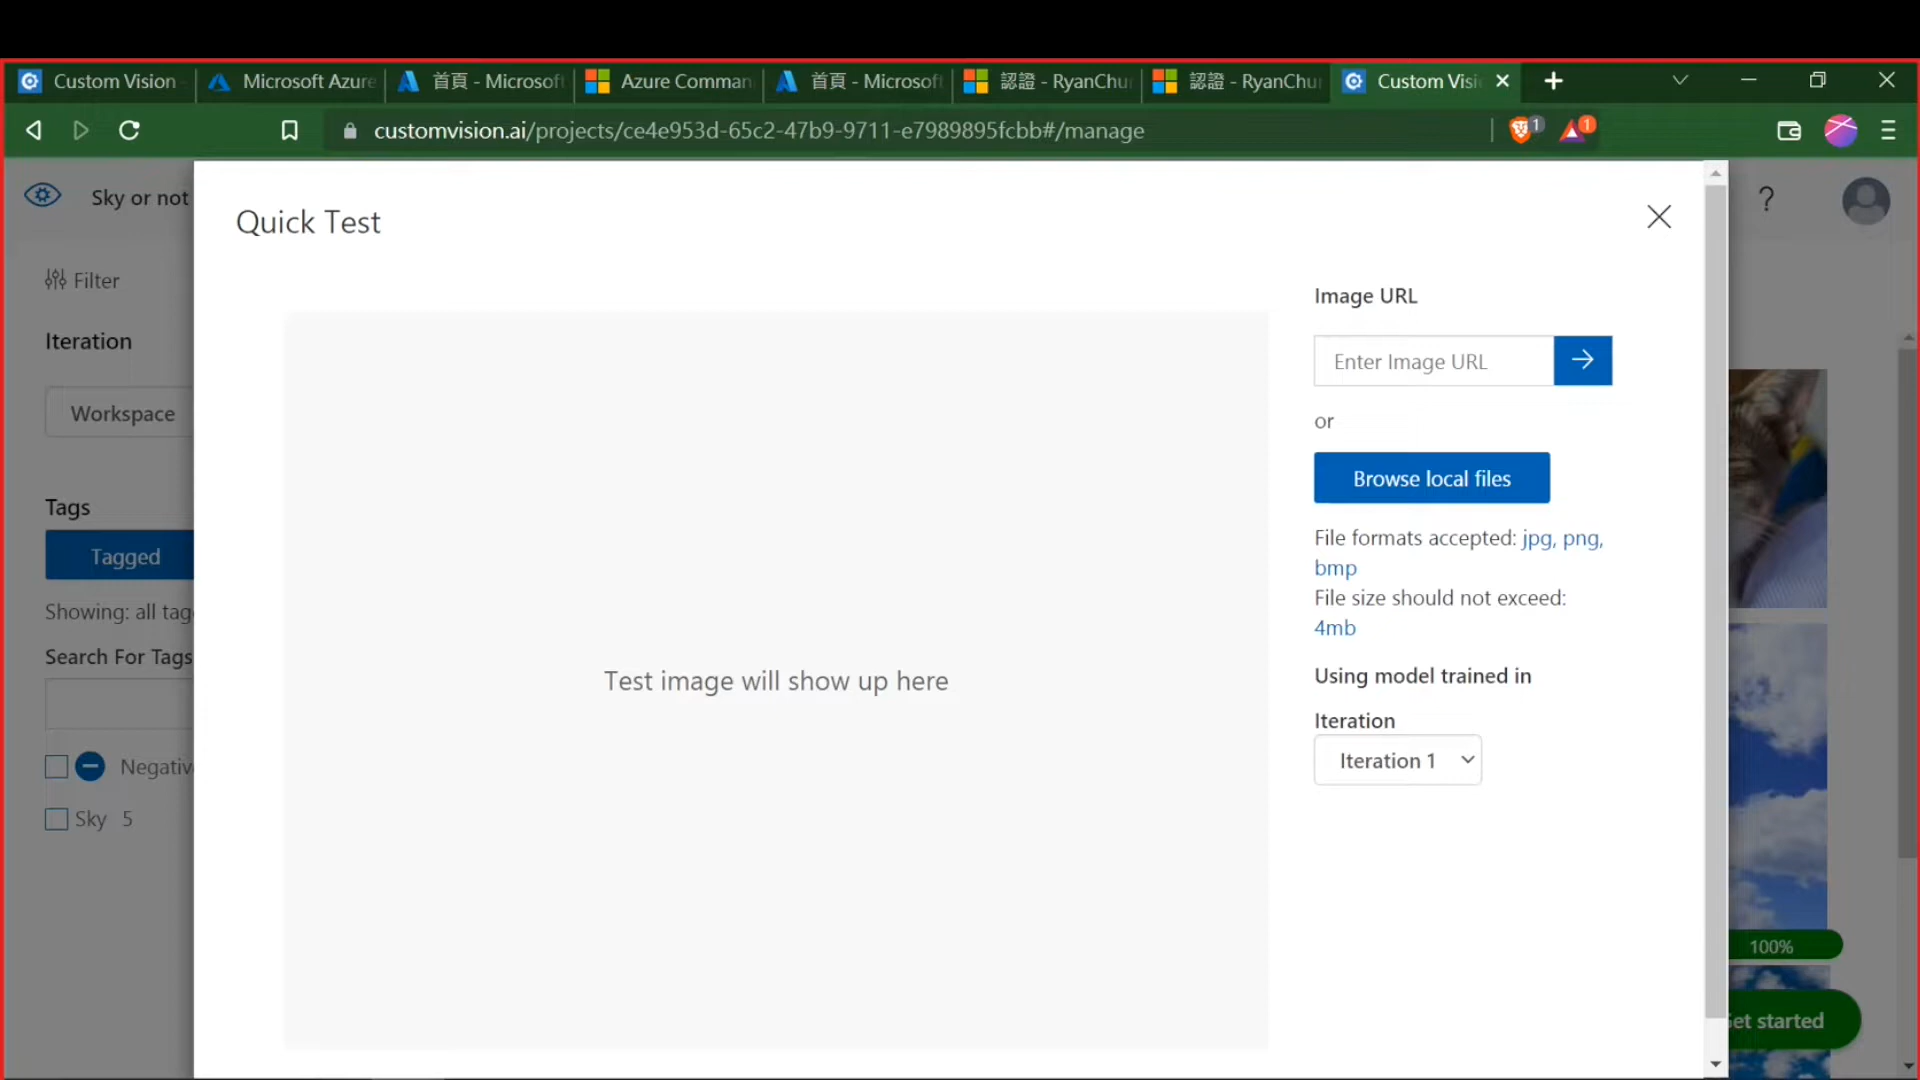 Custom Vision
Microsoft Azure
首頁 - Microsoft
Azure Comman
首頁 - Microsoft
認證 - RyanChu
認證 - RyanChu
Custom Visi
customvision.ai/projects/ce4e953d-65c2-47b9-9711-e7989895fcbb#/manage
1
1
Sky or not
?
Quick Test
Filter
Iteration
Workspace
Tags
Tagged
Showing: all tag
Search For Tags
Negativ
Sky 5
Test image will show up here
Image URL
Enter Image URL
or
Browse local files
File formats accepted: jpg, png,
bmp
File size should not exceed:
4mb
Using model trained in
Iteration
Iteration 1
100%
Get started